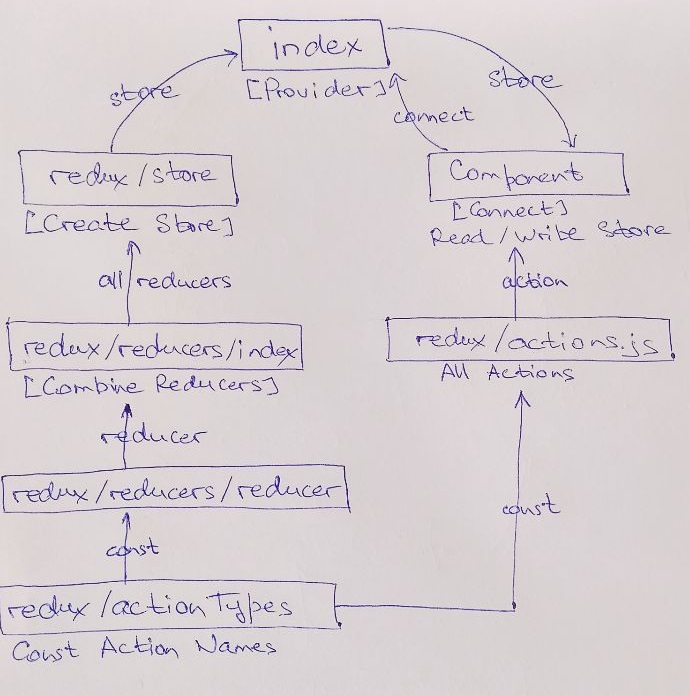 index
[Provider]
store
store
connect
redux/store
[Create Store]
Component
[Connect]
Read/Write Store
all reducers
action
redux/reducers/index
[Combine Reducers]
redux/actions.js
All Actions
reducer
redux/reducers/reducer
const
const
redux/actionTypes
Const Action Names